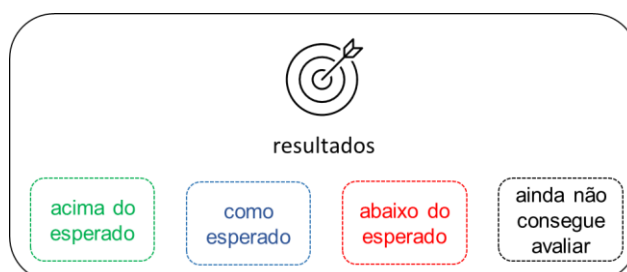 resultados
acima do
esperado
como
esperado
abaixo do
esperado
ainda não
consegue
avaliar